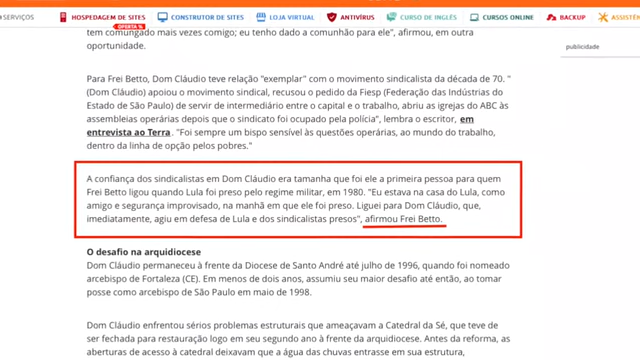 SERVIÇOS HOSPEDAGEM DE SITES CONSTRUTOR DE SITES LOJA VIRTUAL ANTIVÍRUS CURSO DE INGLÊS CURSOS ONLINE BACKUP ASSISTÊ
OFERTA %
tem comungado mais vezes comigo; eu tenho dado a comunhão para ele", afirmou, em outra
oportunidade.
publicidade
Para Frei Betto, Dom Cláudio teve relação "exemplar" com o movimento sindicalista da década de 70. "
(Dom Cláudio) apoiou o movimento sindical, recusou o pedido da Fiesp (Federação das Indústrias do
Estado de São Paulo) de servir de intermediário entre o capital e o trabalho, abriu as igrejas do ABC às
assembleias operárias depois que o sindicato foi ocupado pela polícia", lembra o escritor, em
entrevista ao Terra. "Foi sempre um bispo sensível às questões operárias, ao mundo do trabalho,
dentro da linha de opção pelos pobres."
A confiança dos sindicalistas em Dom Cláudio era tamanha que foi ele a primeira pessoa para quem
Frei Betto ligou quando Lula foi preso pelo regime militar, em 1980. "Eu estava na casa do Lula, como
amigo e segurança improvisado, na manhã em que ele foi preso. Liguei para Dom Cláudio, que,
imediatamente, agiu em defesa de Lula e dos sindicalistas presos", afirmou Frei Betto.
O desafio na arquidiocese
Dom Cláudio permaneceu à frente da Diocese de Santo André até julho de 1996, quando foi nomeado
arcebispo de Fortaleza (CE). Em menos de dois anos, assumiu seu maior desafio até então, ao tomar
posse como arcebispo de São Paulo em maio de 1998.
Dom Cláudio enfrentou sérios problemas estruturais que ameaçavam a Catedral da Sé, que teve de
ser fechada para restauração logo em seu segundo ano à frente da arquidiocese. Antes da reforma, as
aberturas de acesso à catedral deixavam que a água das chuvas entrasse em sua estrutura,